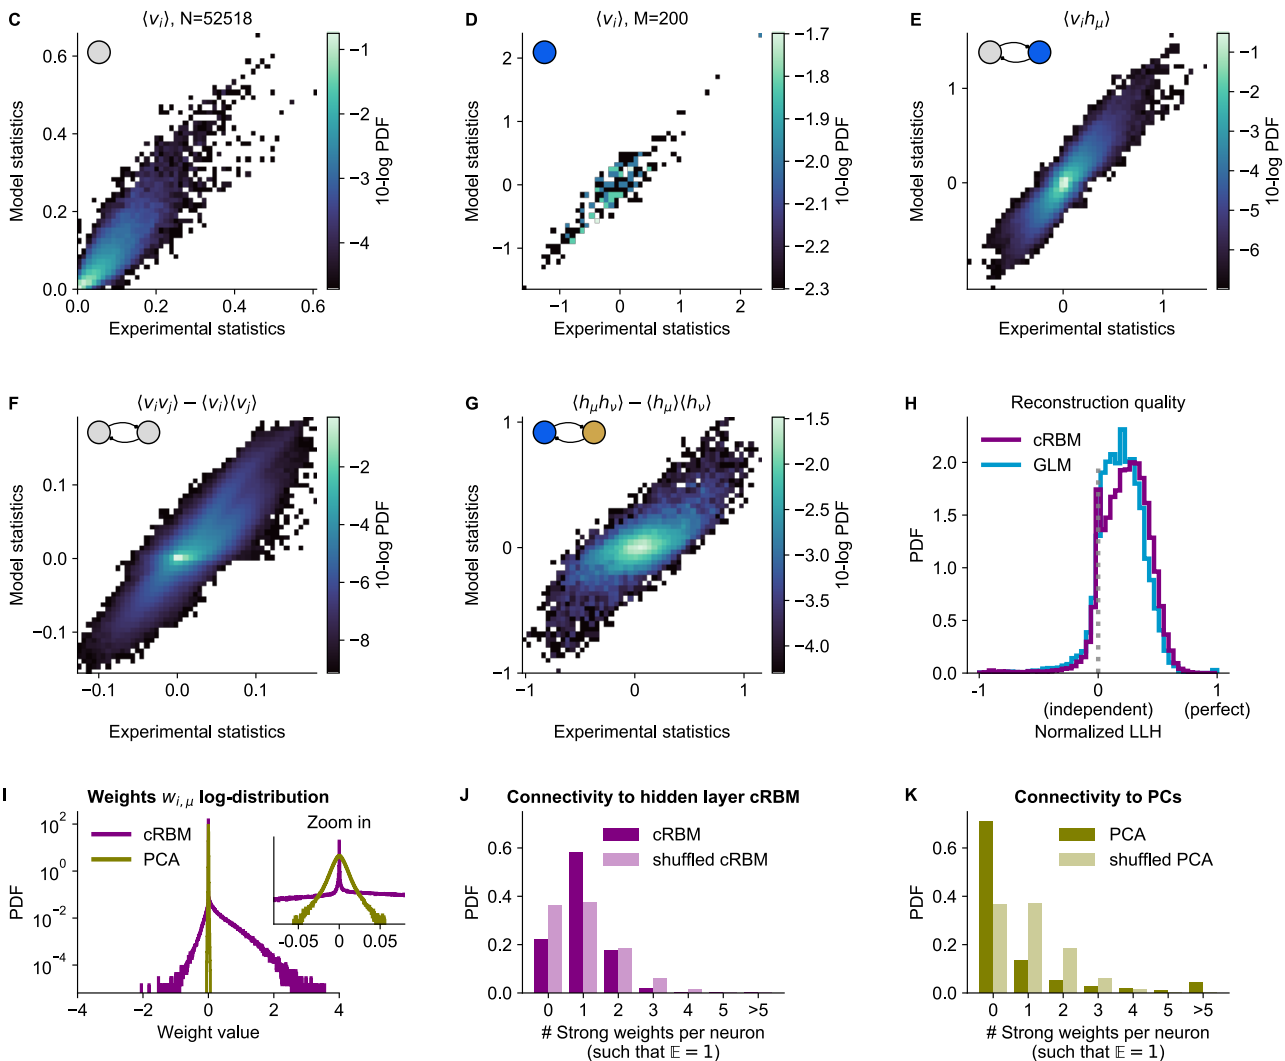 C
⟨v_i⟩, N=52518
0.6
0.4
0.2
0.0
0.0 0.2 0.4 0.6
Model statistics
Experimental statistics
−1
−2
−3
−4
10-log PDF
D
⟨v_i⟩, M=200
2
1
0
−1
−1 0 1 2
Model statistics
Experimental statistics
−1.7
−1.8
−1.9
−2.0
−2.1
−2.2
−2.3
10-log PDF
E
⟨v_i h_μ⟩
1
0
0 1
Model statistics
Experimental statistics
−1
−2
−3
−4
−5
−6
10-log PDF
F
⟨v_i v_j⟩ − ⟨v_i⟩⟨v_j⟩
0.1
0.0
−0.1
−0.1 0.0 0.1
Model statistics
Experimental statistics
−2
−4
−6
−8
10-log PDF
G
⟨h_μ h_ν⟩ − ⟨h_μ⟩⟨h_ν⟩
1
0
−1
−1 0 1
Model statistics
Experimental statistics
−1.5
−2.0
−2.5
−3.0
−3.5
−4.0
10-log PDF
H
Reconstruction quality
cRBM
GLM
2.0
1.5
1.0
0.5
0.0
PDF
-1 0 1
(independent) (perfect)
Normalized LLH
I
Weights w_{i,μ} log-distribution
cRBM
PCA
Zoom in
−0.05 0 0.05
10^2
10^0
10^−2
10^−4
PDF
−4 −2 0 2 4
Weight value
J
Connectivity to hidden layer cRBM
cRBM
shuffled cRBM
0.6
0.4
0.2
0.0
PDF
0 1 2 3 4 5 >5
# Strong weights per neuron
(such that 𝔼 = 1)
K
Connectivity to PCs
PCA
shuffled PCA
0.6
0.4
0.2
0.0
PDF
0 1 2 3 4 5 >5
# Strong weights per neuron
(such that 𝔼 = 1)